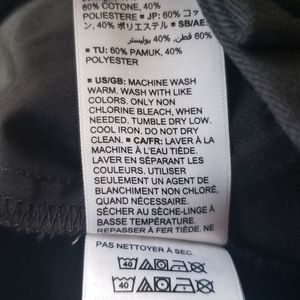 60% COTONE, 40%
POLIESTERE ■ JP: 60% コッ
ン, 40% ポリエステル ■ SB/AE:
60% قطن، 40% بوليستر
■ TU: 60% PAMUK, 40%
POLYESTER
■ US/GB: MACHINE WASH
WARM. WASH WITH LIKE
COLORS. ONLY NON
CHLORINE BLEACH, WHEN
NEEDED. TUMBLE DRY LOW.
COOL IRON. DO NOT DRY
CLEAN. ■ CA/FR: LAVER À LA
MACHINE À L'EAU TIÈDE.
LAVER EN SÉPARANT LES
COULEURS. UTILISER
SEULEMENT UN AGENT DE
BLANCHIMENT NON CHLORÉ,
QUAND NÉCESSAIRE.
SÉCHER AU SÈCHE-LINGE À
BASSE TEMPÉRATURE.
REPASSER À FER TIÈDE. NE
PAS NETTOYER À SEC.
40
40